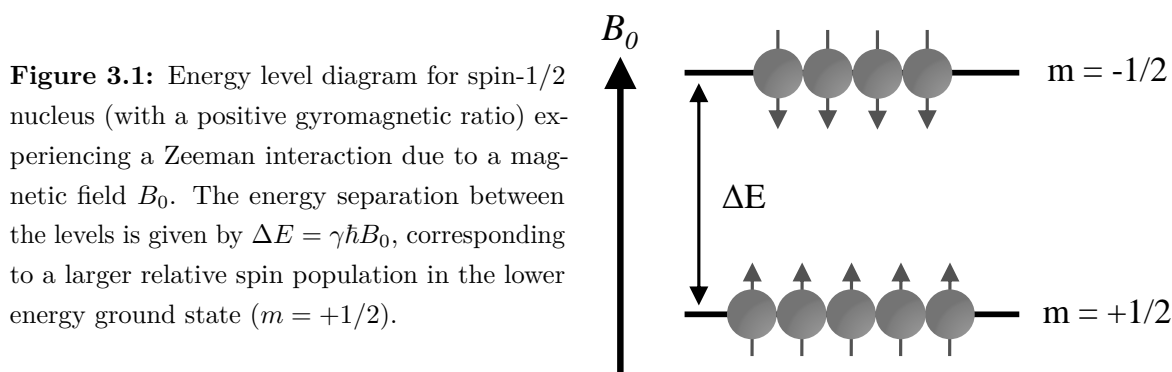 Figure 3.1: Energy level diagram for spin-1/2
nucleus (with a positive gyromagnetic ratio) ex-
periencing a Zeeman interaction due to a mag-
netic field B₀. The energy separation between
the levels is given by ΔE = γℏB₀, corresponding
to a larger relative spin population in the lower
energy ground state (m = +1/2).
B₀
m = -1/2
ΔE
m = +1/2